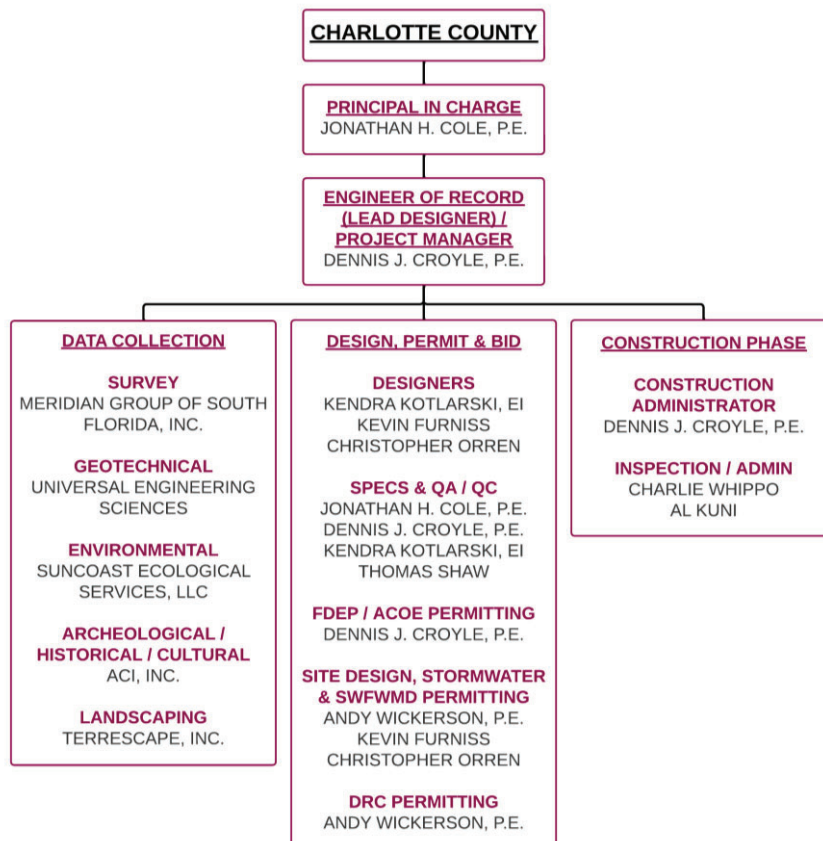 CHARLOTTE COUNTY
PRINCIPAL IN CHARGE
JONATHAN H. COLE, P.E.
ENGINEER OF RECORD
(LEAD DESIGNER) /
PROJECT MANAGER
DENNIS J. CROYLE, P.E.
DATA COLLECTION
SURVEY
MERIDIAN GROUP OF SOUTH
FLORIDA, INC.
GEOTECHNICAL
UNIVERSAL ENGINEERING
SCIENCES
ENVIRONMENTAL
SUNCOAST ECOLOGICAL
SERVICES, LLC
ARCHEOLOGICAL /
HISTORICAL / CULTURAL
ACI, INC.
LANDSCAPING
TERRESCAPE, INC.
DESIGN, PERMIT & BID
DESIGNERS
KENDRA KOTLARSKI, EI
KEVIN FURNISS
CHRISTOPHER ORREN
SPECS & QA / QC
JONATHAN H. COLE, P.E.
DENNIS J. CROYLE, P.E.
KENDRA KOTLARSKI, EI
THOMAS SHAW
FDEP / ACOE PERMITTING
DENNIS J. CROYLE, P.E.
SITE DESIGN, STORMWATER
& SWFWMD PERMITTING
ANDY WICKERSON, P.E.
KEVIN FURNISS
CHRISTOPHER ORREN
DRC PERMITTING
ANDY WICKERSON, P.E.
CONSTRUCTION PHASE
CONSTRUCTION
ADMINISTRATOR
DENNIS J. CROYLE, P.E.
INSPECTION / ADMIN
CHARLIE WHIPPO
AL KUNI